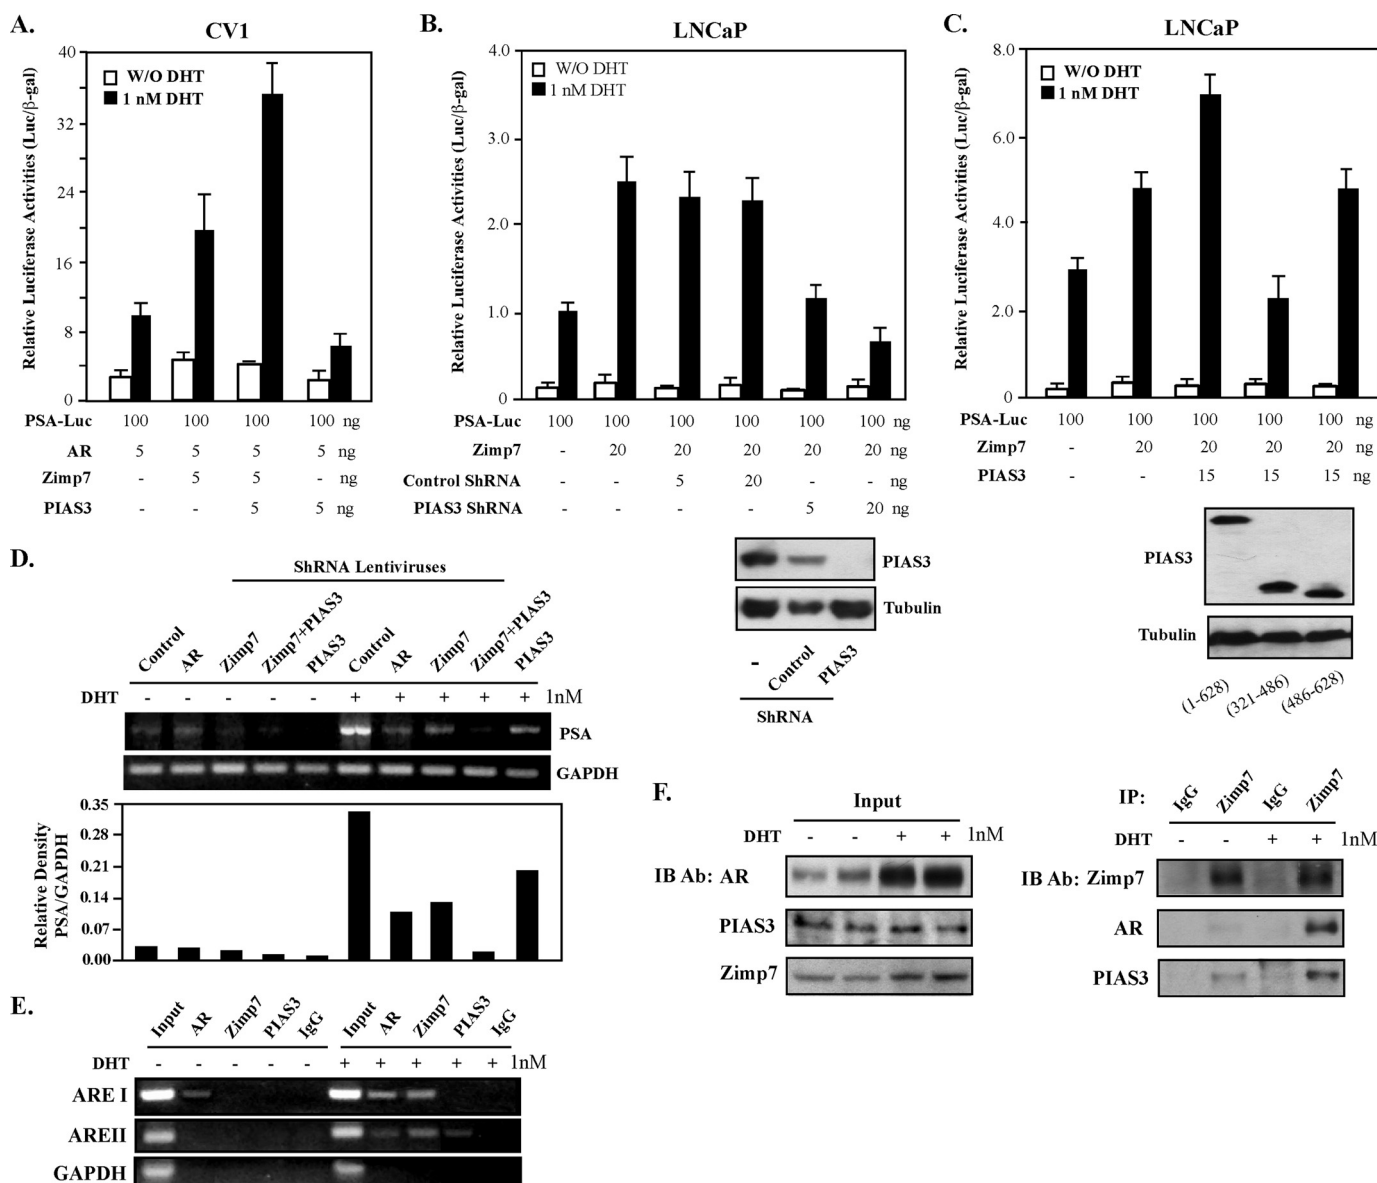 A.
CV1
40
32
24
16
8
0
Relative Luciferase Activities (Luc/β-gal)
W/O DHT
1 nM DHT
PSA-Luc 100 100 100 100 ng
AR 5 5 5 5 ng
Zimp7 - 5 5 - ng
PIAS3 - - 5 5 ng
B.
LNCaP
4.0
3.0
2.0
1.0
0
Relative Luciferase Activities (Luc/β-gal)
W/O DHT
1 nM DHT
PSA-Luc 100 100 100 100 100 100 ng
Zimp7 - 20 20 20 20 20 ng
Control ShRNA - - 5 20 - - ng
PIAS3 ShRNA - - - - 5 20 ng
PIAS3
Tubulin
- Control PIAS3
ShRNA
C.
LNCaP
8.0
6.0
4.0
2.0
0
Relative Luciferase Activities (Luc/β-gal)
W/O DHT
1 nM DHT
PSA-Luc 100 100 100 100 100 ng
Zimp7 - 20 20 20 20 ng
PIAS3 - - 15 15 15 ng
PIAS3
Tubulin
(1-628) (321-486) (486-628)
D.
ShRNA Lentiviruses
Control AR Zimp7 Zimp7+PIAS3 PIAS3 Control AR Zimp7 Zimp7+PIAS3 PIAS3
DHT - - - - - + + + + + 1nM
PSA
GAPDH
0.35
0.28
0.21
0.14
0.07
0.00
Relative Density
PSA/GAPDH
E.
Input AR Zimp7 PIAS3 IgG Input AR Zimp7 PIAS3 IgG
DHT - - - - - + + + + + 1nM
ARE I
AREII
GAPDH
F.
Input
DHT - - + + 1nM
IB Ab: AR
PIAS3
Zimp7
IP: IgG Zimp7 IgG Zimp7
DHT - - + + 1nM
IB Ab: Zimp7
AR
PIAS3